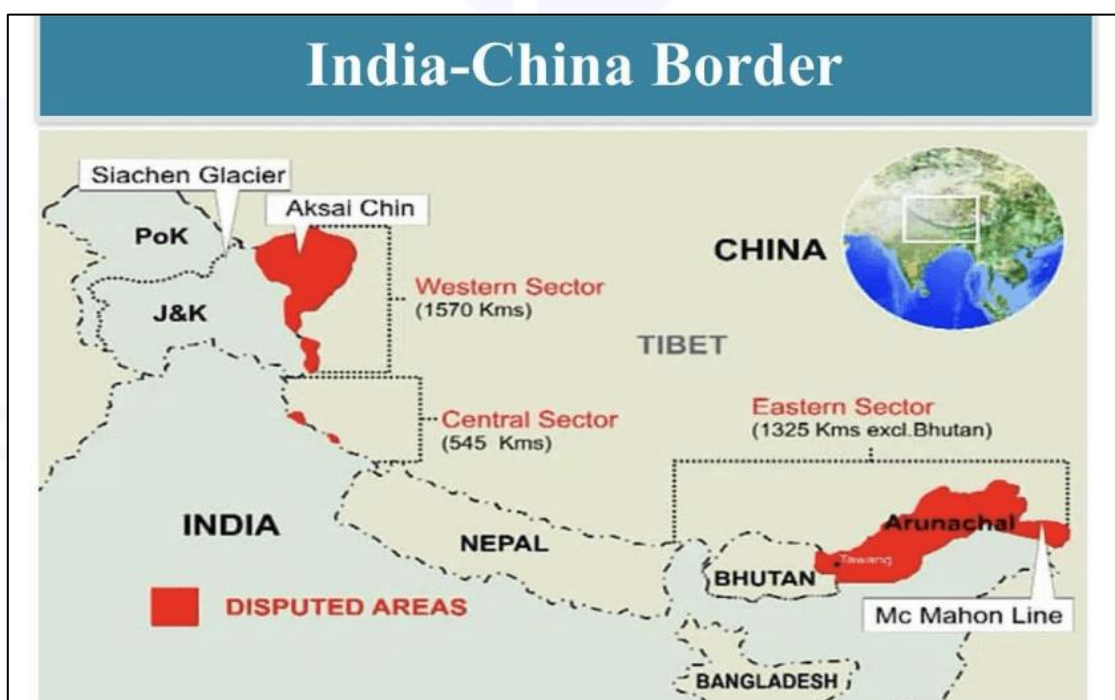 India-China Border
Siachen Glacier
Aksai Chin
PoK
J&K
Western Sector
(1570 Kms)
CHINA
TIBET
Central Sector
(545 Kms)
Eastern Sector
(1325 Kms excl.Bhutan)
INDIA
NEPAL
Arunachal
Tawang
BHUTAN
DISPUTED AREAS
Mc Mahon Line
BANGLADESH